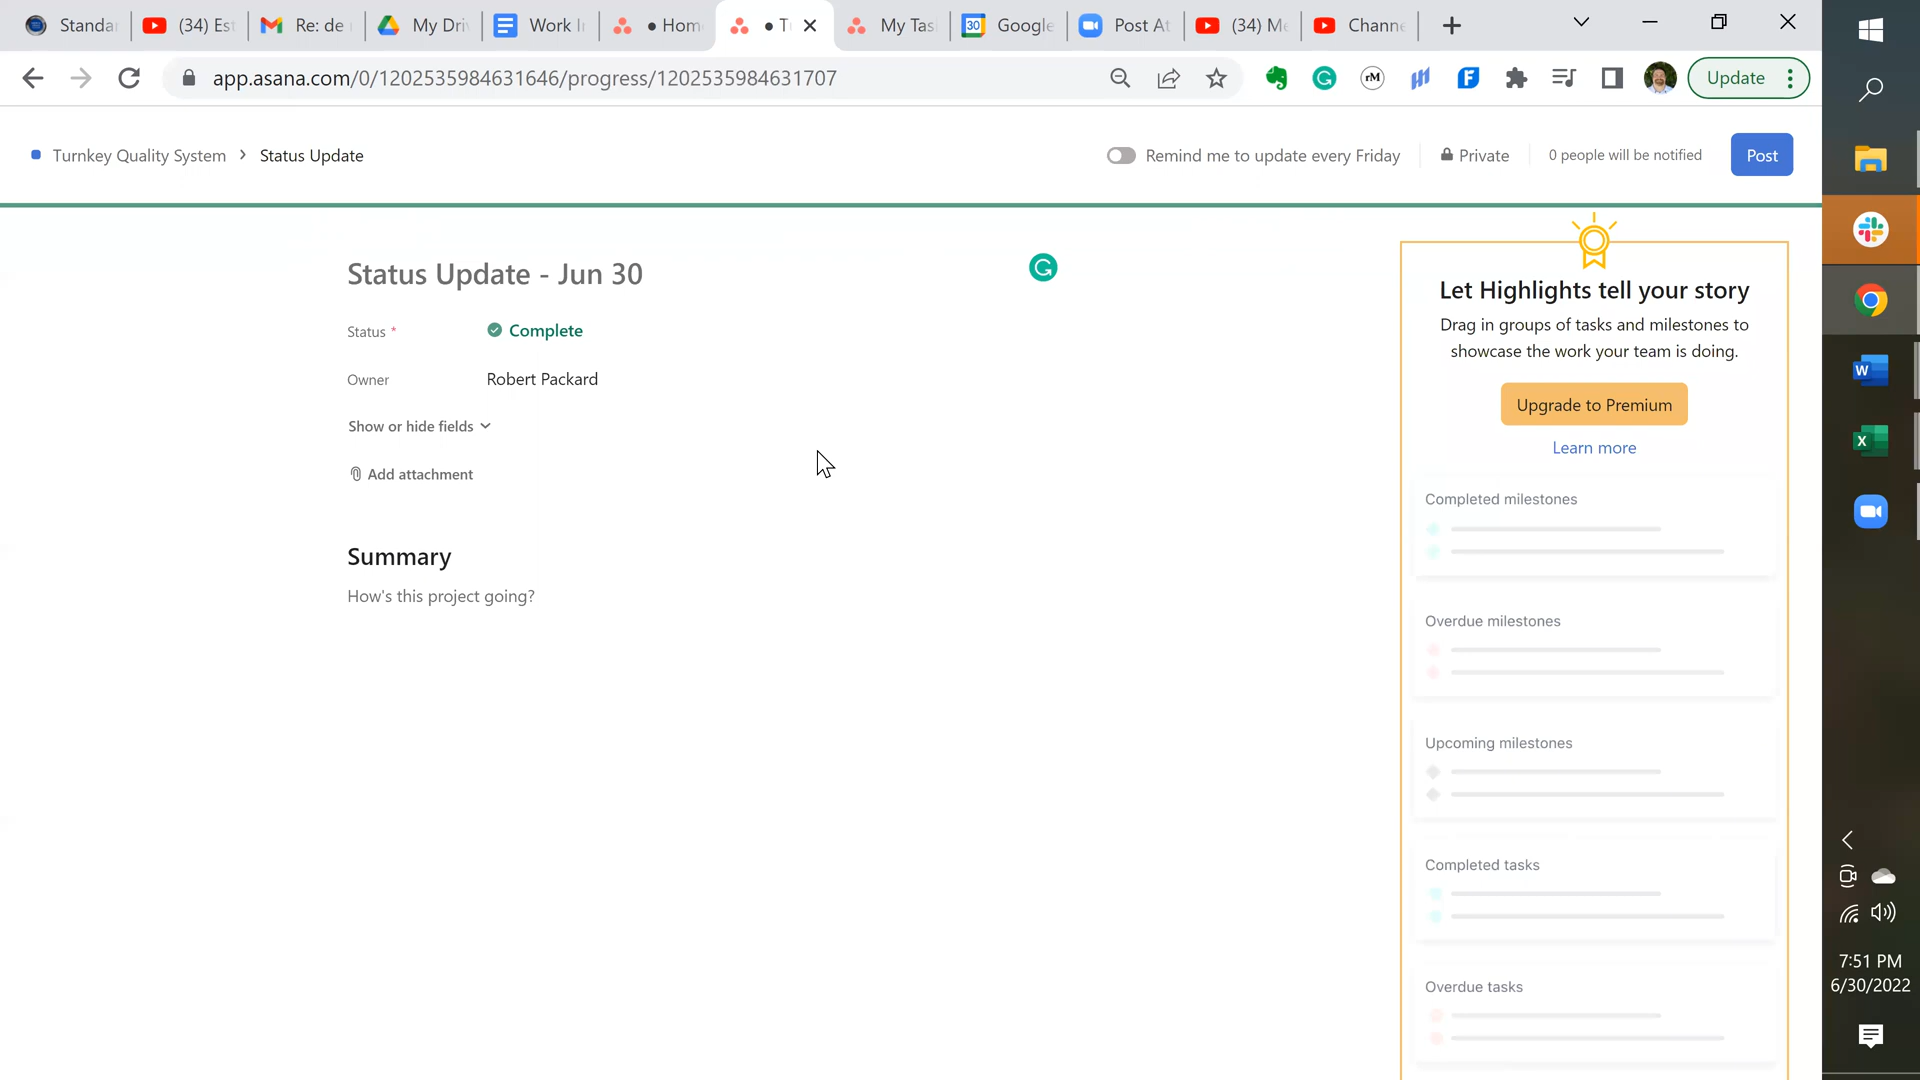 Standar
(34) Es
Re: de
My Dri
Work I
• Hom
• T
My Tas
30
Google
Post At
(34) Me
Channe
app.asana.com/0/1202535984631646/progress/1202535984631707
rM
Update
Turnkey Quality System > Status Update
Remind me to update every Friday
Private
0 people will be notified
Post
Status Update - Jun 30
Status *
Complete
Owner
Robert Packard
Show or hide fields
Add attachment
Summary
How's this project going?
Let Highlights tell your story
Drag in groups of tasks and milestones to
showcase the work your team is doing.
Upgrade to Premium
Learn more
Completed milestones
Overdue milestones
Upcoming milestones
Completed tasks
Overdue tasks
7:51 PM
6/30/2022